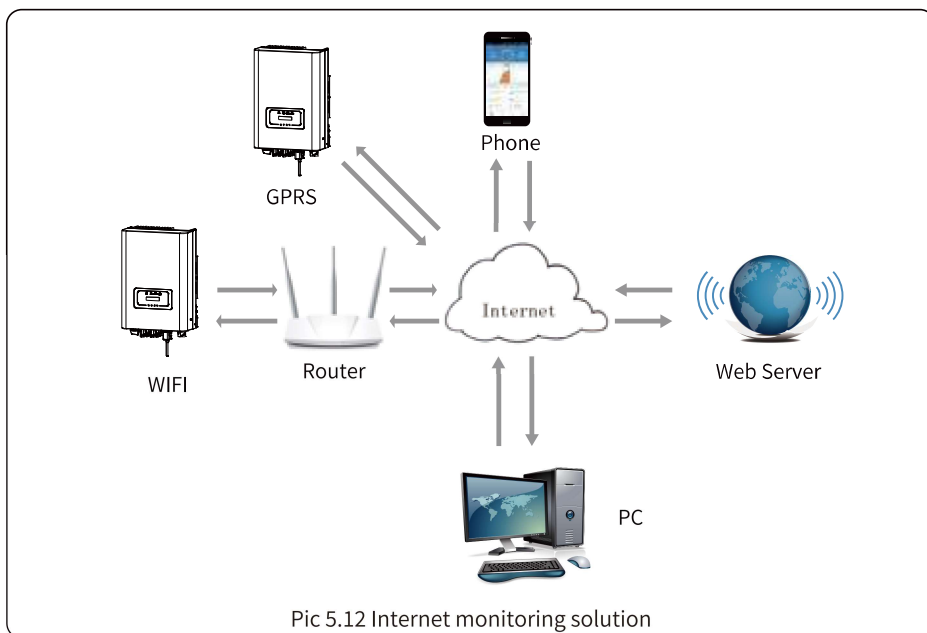 Phone
GPRS
Internet
WIFI
Router
Web Server
PC
Pic 5.12 Internet monitoring solution